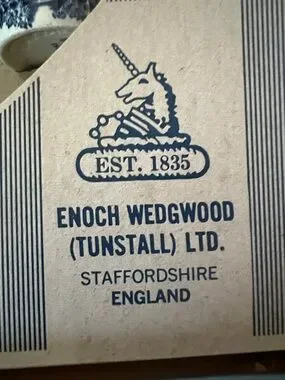 EST. 1835
ENOCH WEDGWOOD
(TUNSTALL) LTD.
STAFFORDSHIRE
ENGLAND